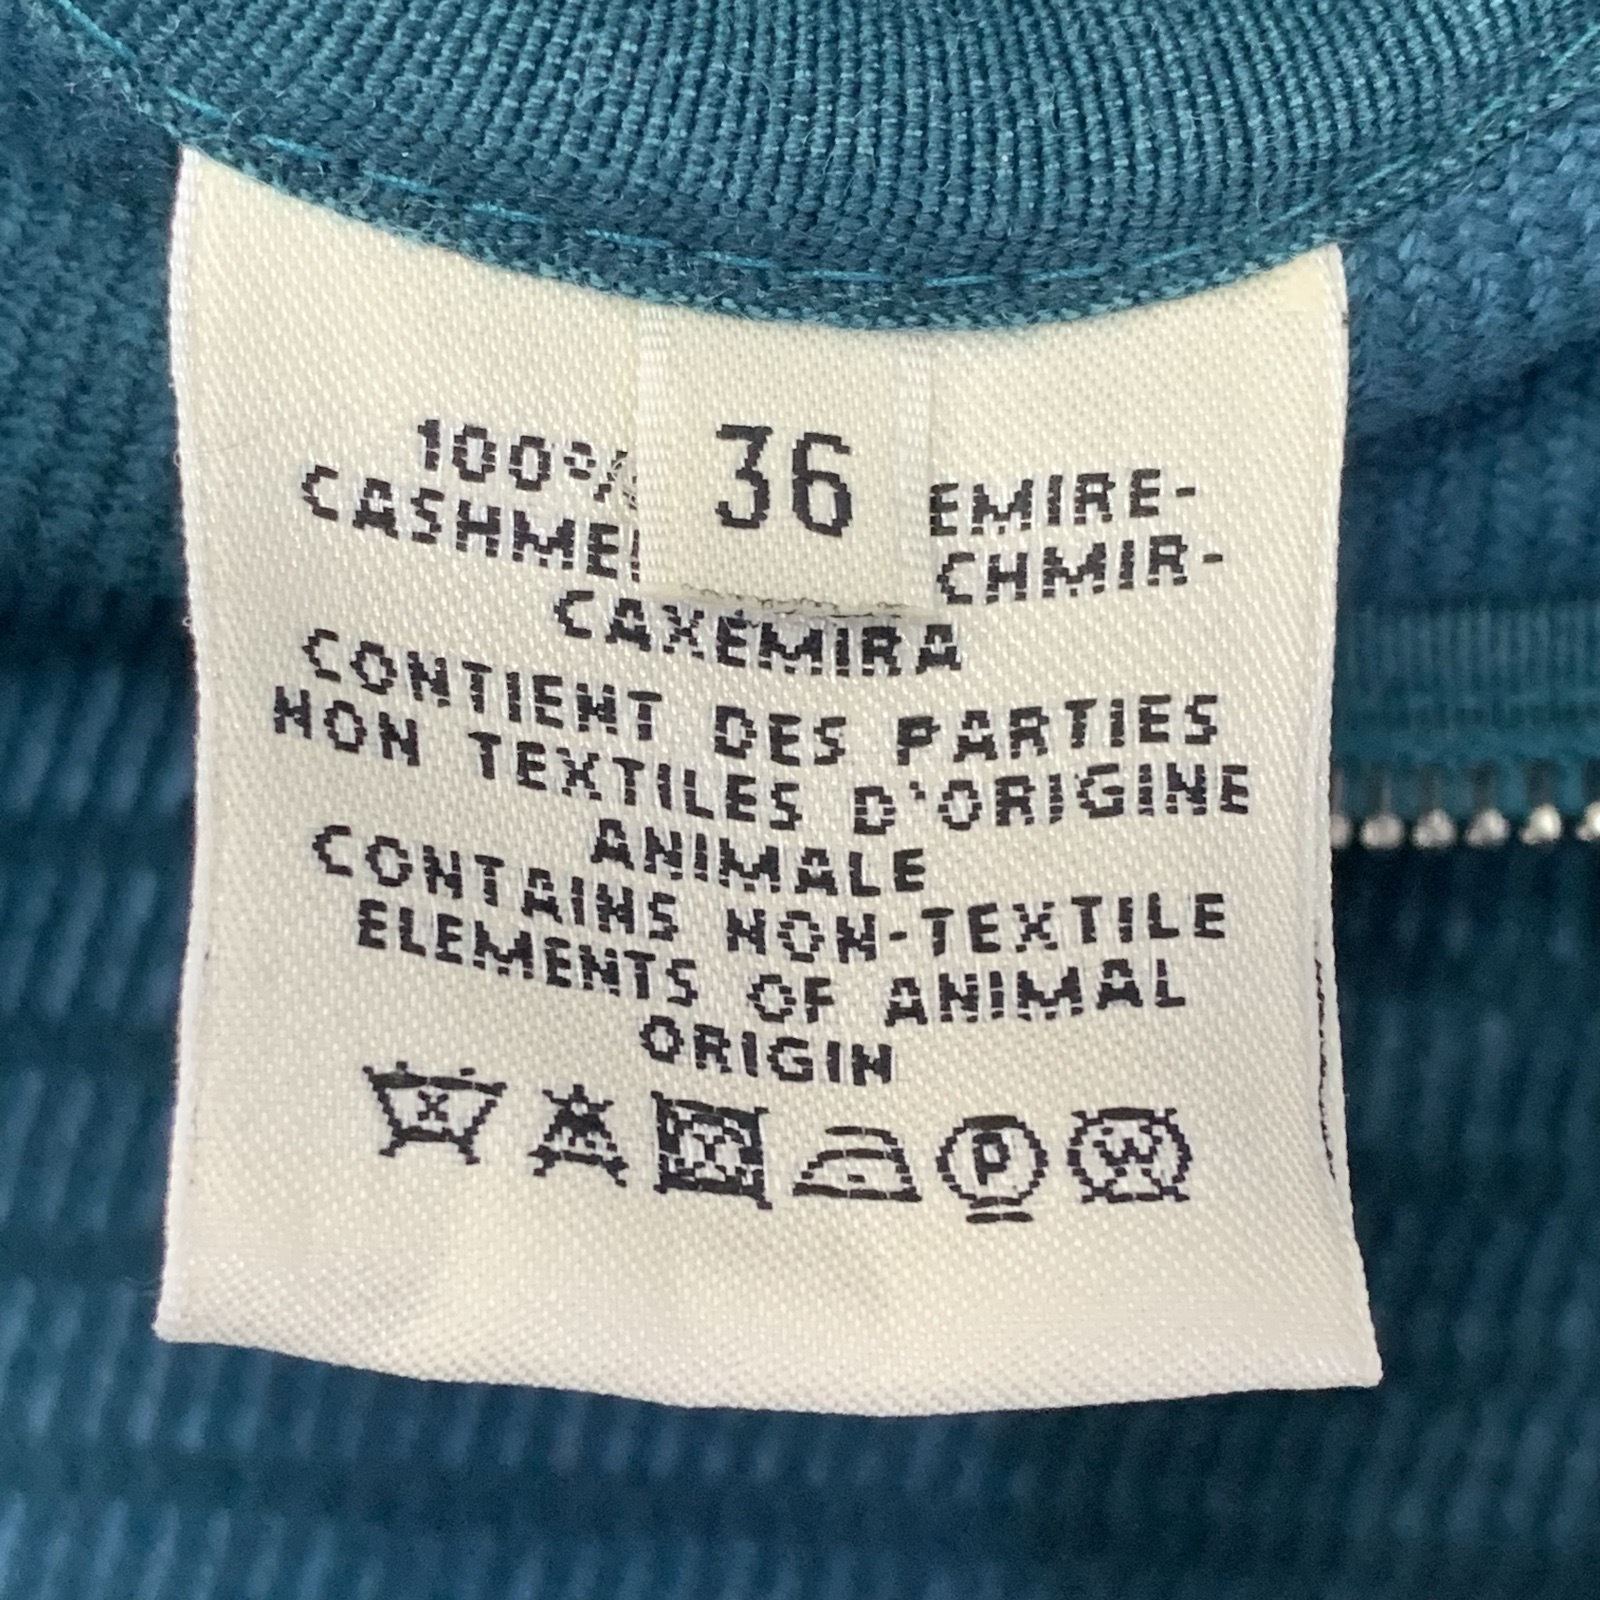 36
100%
EMIRE-
CHMIR-
CAXEMIRA
CONTIENT DES PARTIES
NON TEXTILES D'ORIGINE
ANIMALE
CONTAINS NON-TEXTILE
ELEMENTS OF ANIMAL
ORIGIN
P W